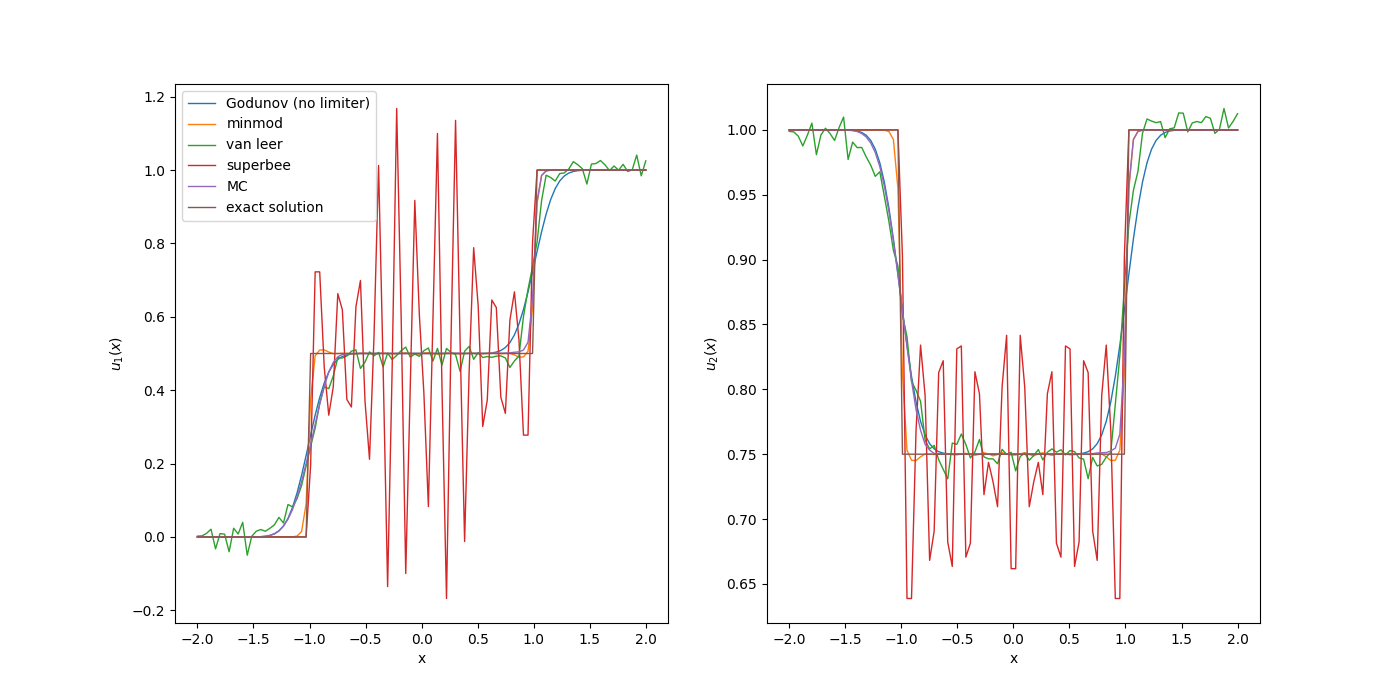 1.2
1.0
0.8
0.6
0.4
0.2
0.0
−0.2
u₁(x)
Godunov (no limiter)
minmod
van leer
superbee
MC
exact solution
−2.0 −1.5 −1.0 −0.5 0.0 0.5 1.0 1.5 2.0
x
1.00
0.95
0.90
0.85
0.80
0.75
0.70
0.65
u₂(x)
−2.0 −1.5 −1.0 −0.5 0.0 0.5 1.0 1.5 2.0
x